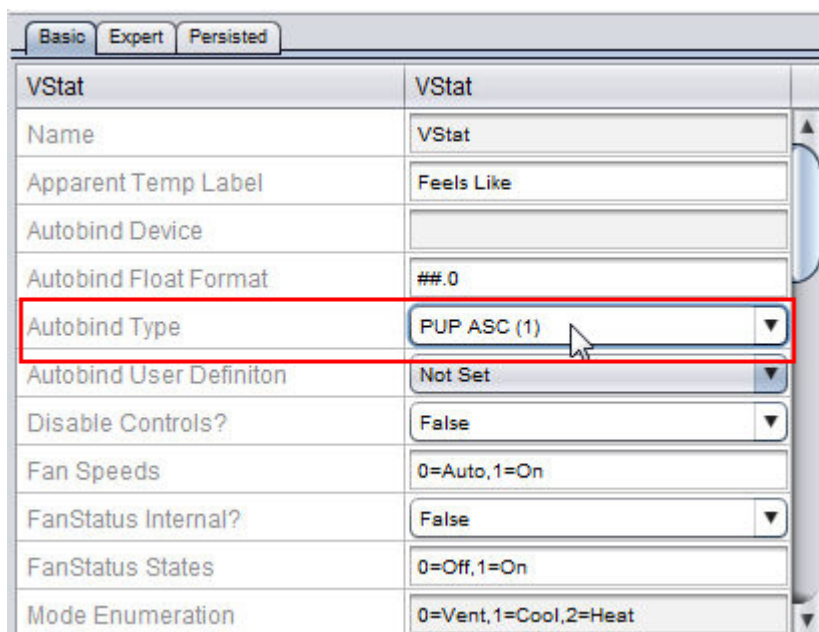 Basic Expert Persisted
VStat VStat
Name VStat
Apparent Temp Label Feels Like
Autobind Device
Autobind Float Format ##.0
Autobind Type PUP ASC (1)
Autobind User Definiton Not Set
Disable Controls? False
Fan Speeds 0=Auto,1=On
FanStatus Internal? False
FanStatus States 0=Off,1=On
Mode Enumeration 0=Vent,1=Cool,2=Heat